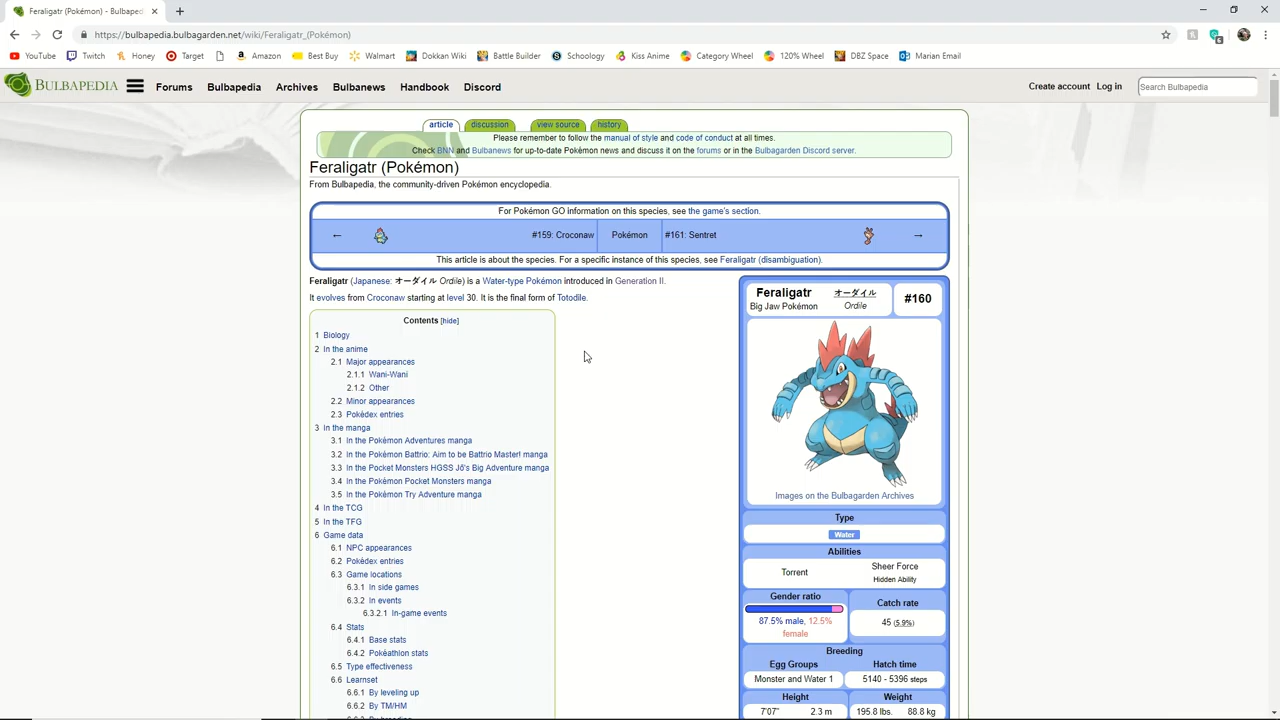 Feraligatr (Pokémon) - Bulbaped
https://bulbapedia.bulbagarden.net/wiki/Feraligatr_(Pokémon)
YouTube Twitch Honey Target Amazon Best Buy Walmart Dokkan Wiki Battle Builder Schoology Kiss Anime Category Wheel 120% Wheel DBZ Space Marian Email
BULBAPEDIA Forums Bulbapedia Archives Bulbanews Handbook Discord Create account Log in Search Bulbapedia
article discussion view source history
Please remember to follow the manual of style and code of conduct at all times.
Check BNN and Bulbanews for up-to-date Pokémon news and discuss it on the forums or in the Bulbagarden Discord server.
Feraligatr (Pokémon)
From Bulbapedia, the community-driven Pokémon encyclopedia.
For Pokémon GO information on this species, see the game's section.
← #159: Croconaw Pokémon #161: Sentret →
This article is about the species. For a specific instance of this species, see Feraligatr (disambiguation).
Feraligatr (Japanese: オーダイル Ordile) is a Water-type Pokémon introduced in Generation II.
It evolves from Croconaw starting at level 30. It is the final form of Totodile.
Contents [hide]
1 Biology
2 In the anime
2.1 Major appearances
2.1.1 Wani-Wani
2.1.2 Other
2.2 Minor appearances
2.3 Pokédex entries
3 In the manga
3.1 In the Pokémon Adventures manga
3.2 In the Pokémon Battrio: Aim to be Battrio Master! manga
3.3 In the Pocket Monsters HGSS Jō's Big Adventure manga
3.4 In the Pokémon Pocket Monsters manga
3.5 In the Pokémon Try Adventure manga
4 In the TCG
5 In the TFG
6 Game data
6.1 NPC appearances
6.2 Pokédex entries
6.3 Game locations
6.3.1 In side games
6.3.2 In events
6.3.2.1 In-game events
6.4 Stats
6.4.1 Base stats
6.4.2 Pokéathlon stats
6.5 Type effectiveness
6.6 Learnset
6.6.1 By leveling up
6.6.2 By TM/HM
Feraligatr オーダイル #160
Big Jaw Pokémon Ordile
Images on the Bulbagarden Archives
Type
Water
Abilities
Torrent Sheer Force
Hidden Ability
Gender ratio Catch rate
87.5% male, 12.5% female 45 (5.9%)
Breeding
Egg Groups Hatch time
Monster and Water 1 5140 - 5396 steps
Height Weight
7'07" 2.3 m 195.8 lbs. 88.8 kg